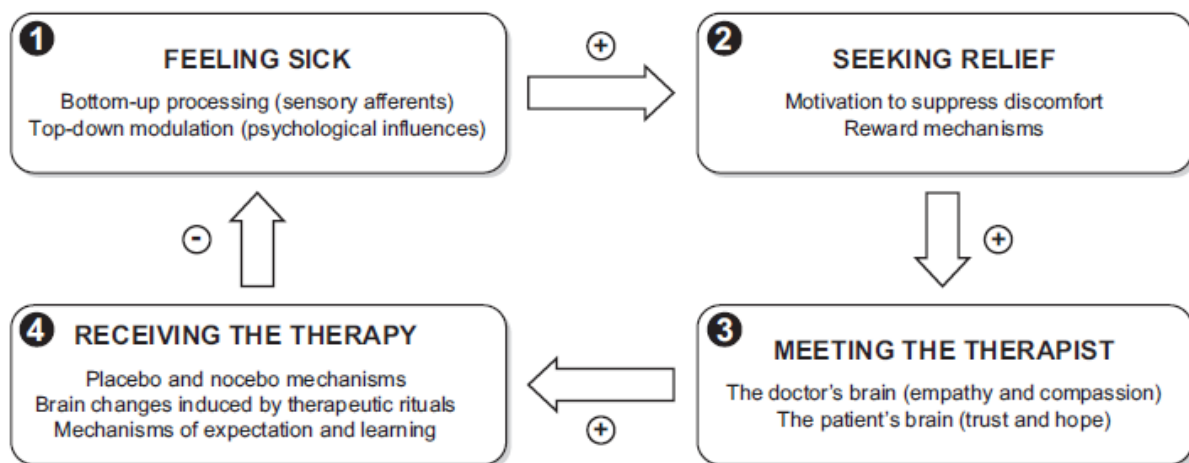 1
FEELING SICK
Bottom-up processing (sensory afferents)
Top-down modulation (psychological influences)
+
2
SEEKING RELIEF
Motivation to suppress discomfort
Reward mechanisms
+
3
MEETING THE THERAPIST
The doctor's brain (empathy and compassion)
The patient's brain (trust and hope)
+
4
RECEIVING THE THERAPY
Placebo and nocebo mechanisms
Brain changes induced by therapeutic rituals
Mechanisms of expectation and learning
-